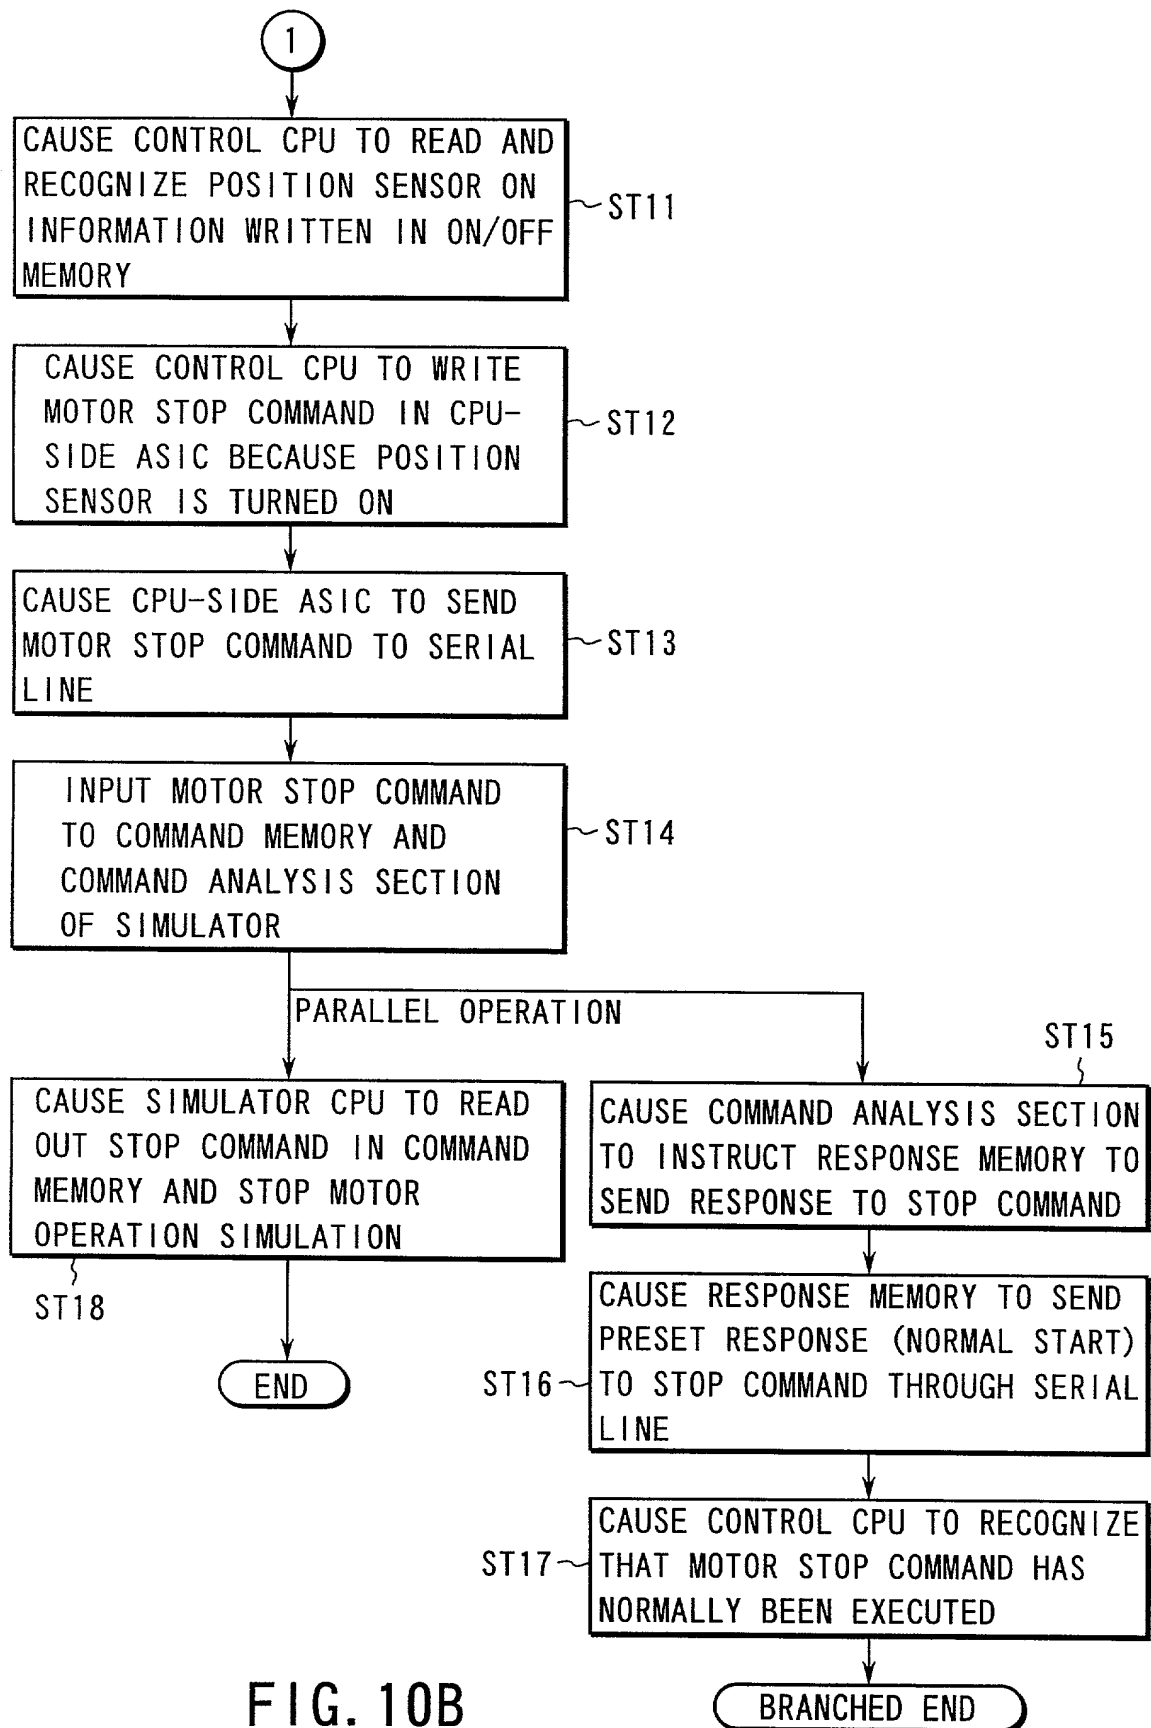 1
CAUSE CONTROL CPU TO READ AND
RECOGNIZE POSITION SENSOR ON
INFORMATION WRITTEN IN ON/OFF
MEMORY
ST11
CAUSE CONTROL CPU TO WRITE
MOTOR STOP COMMAND IN CPU-
SIDE ASIC BECAUSE POSITION
SENSOR IS TURNED ON
ST12
CAUSE CPU-SIDE ASIC TO SEND
MOTOR STOP COMMAND TO SERIAL
LINE
ST13
INPUT MOTOR STOP COMMAND
TO COMMAND MEMORY AND
COMMAND ANALYSIS SECTION
OF SIMULATOR
ST14
PARALLEL OPERATION
CAUSE SIMULATOR CPU TO READ
OUT STOP COMMAND IN COMMAND
MEMORY AND STOP MOTOR
OPERATION SIMULATION
ST18
END
ST15
CAUSE COMMAND ANALYSIS SECTION
TO INSTRUCT RESPONSE MEMORY TO
SEND RESPONSE TO STOP COMMAND
CAUSE RESPONSE MEMORY TO SEND
PRESET RESPONSE (NORMAL START)
TO STOP COMMAND THROUGH SERIAL
LINE
ST16
CAUSE CONTROL CPU TO RECOGNIZE
THAT MOTOR STOP COMMAND HAS
NORMALLY BEEN EXECUTED
ST17
BRANCHED END
FIG. 10B